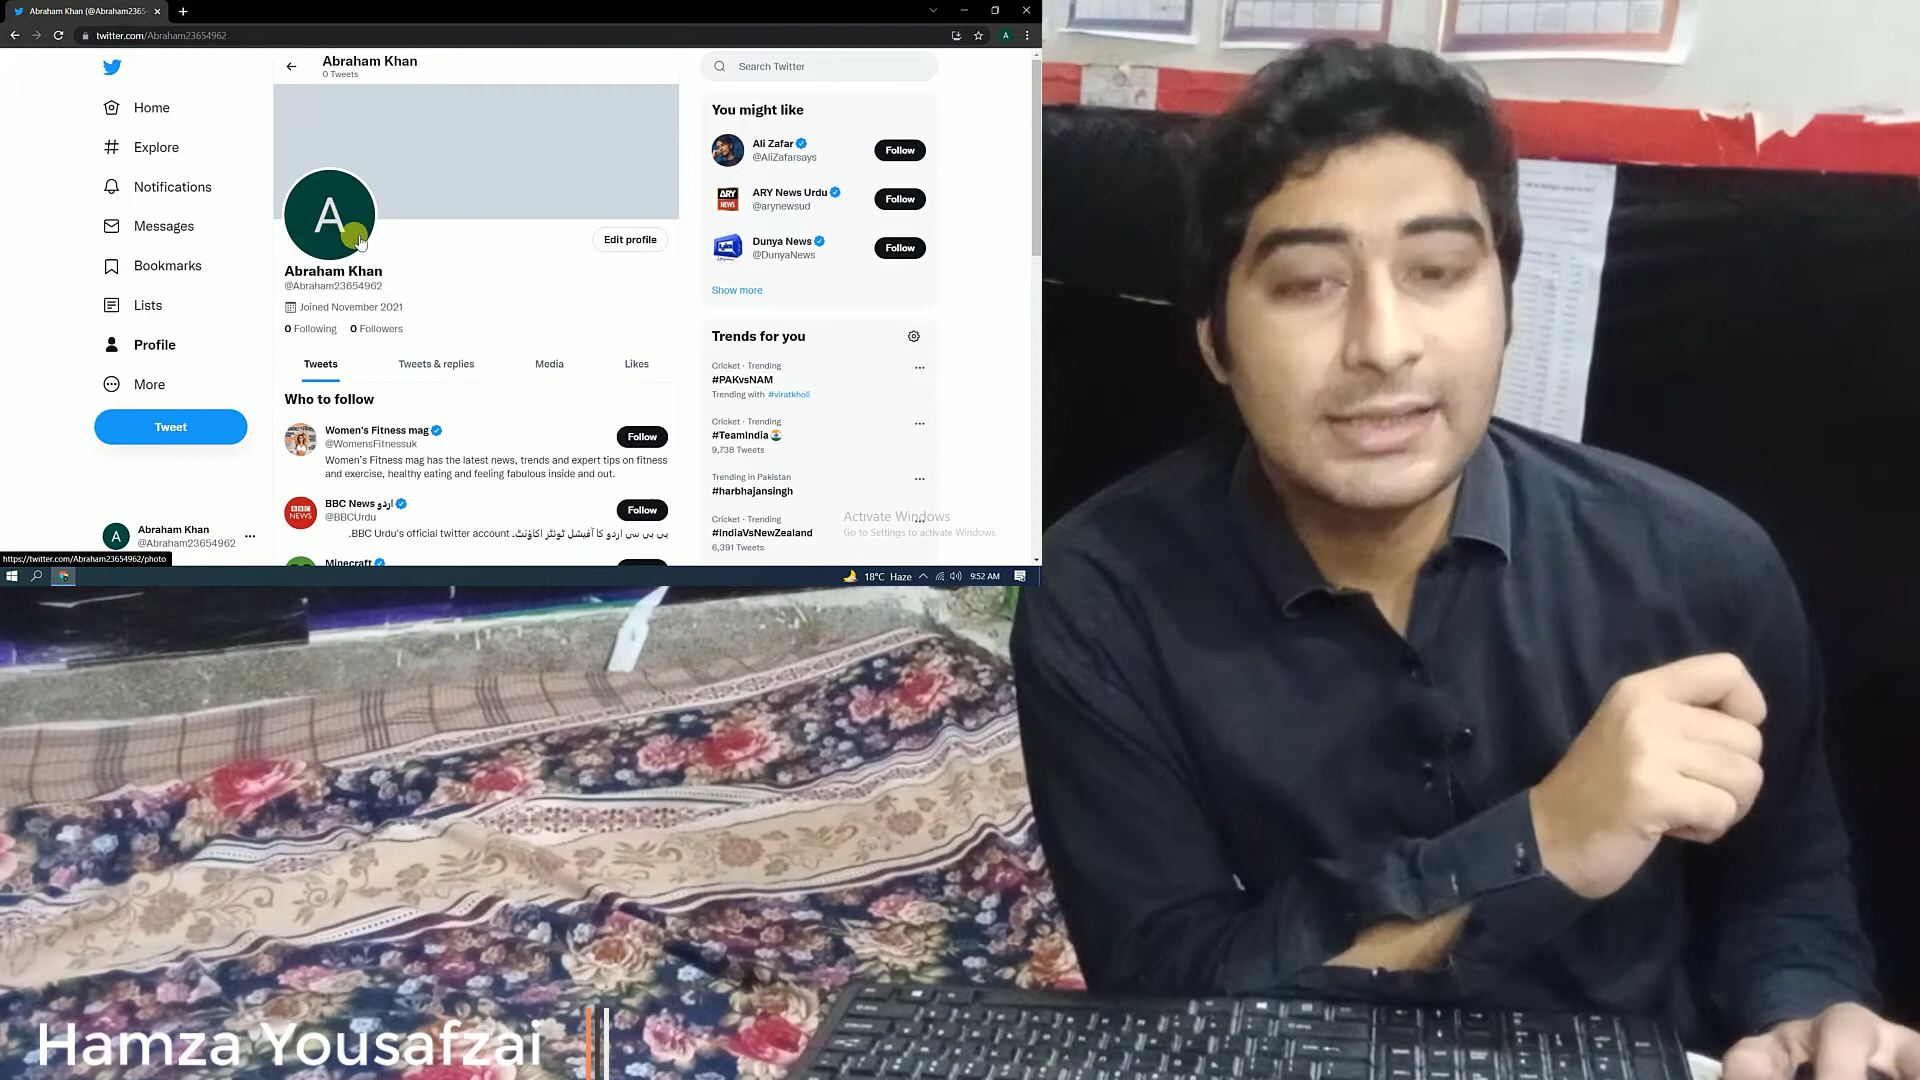 Abraham Khan (@Abraham2365
twitter.com/Abraham23654962
A
Abraham Khan
0 Tweets
Home
Explore
Notifications
Messages
Bookmarks
Lists
Profile
More
Tweet
Abraham Khan
@Abraham23654962
A
https://twitter.com/Abraham23654962/photo
A
Edit profile
Abraham Khan
@Abraham23654962
Joined November 2021
0 Following 0 Followers
Tweets Tweets & replies Media Likes
Who to follow
Women's Fitness mag
@WomensFitnessuk
Follow
Women's Fitness mag has the latest news, trends and expert tips on fitness
and exercise, healthy eating and feeling fabulous inside and out.
BBC NEWS
BBC News اردو
@BBCUrdu
Follow
بی بی سی اردو کا آفیشل ٹوئٹر اکاؤنٹ. BBC Urdu's official twitter account.
Minecraft
Search Twitter
You might like
Ali Zafar
@AliZafarsays
Follow
ARY NEWS
ARY News Urdu
@arynewsud
Follow
Dunya News
@DunyaNews
Follow
Show more
Trends for you
Cricket · Trending
#PAKvsNAM
Trending with #viratkholl
Cricket · Trending
#TeamIndia
9,738 Tweets
Trending in Pakistan
#harbhajansingh
Cricket · Trending
#IndiaVsNewZealand
6,391 Tweets
Activate Windows
Go to Settings to activate Windows.
18°C Haze 9:52 AM
Hamza Yousafzai